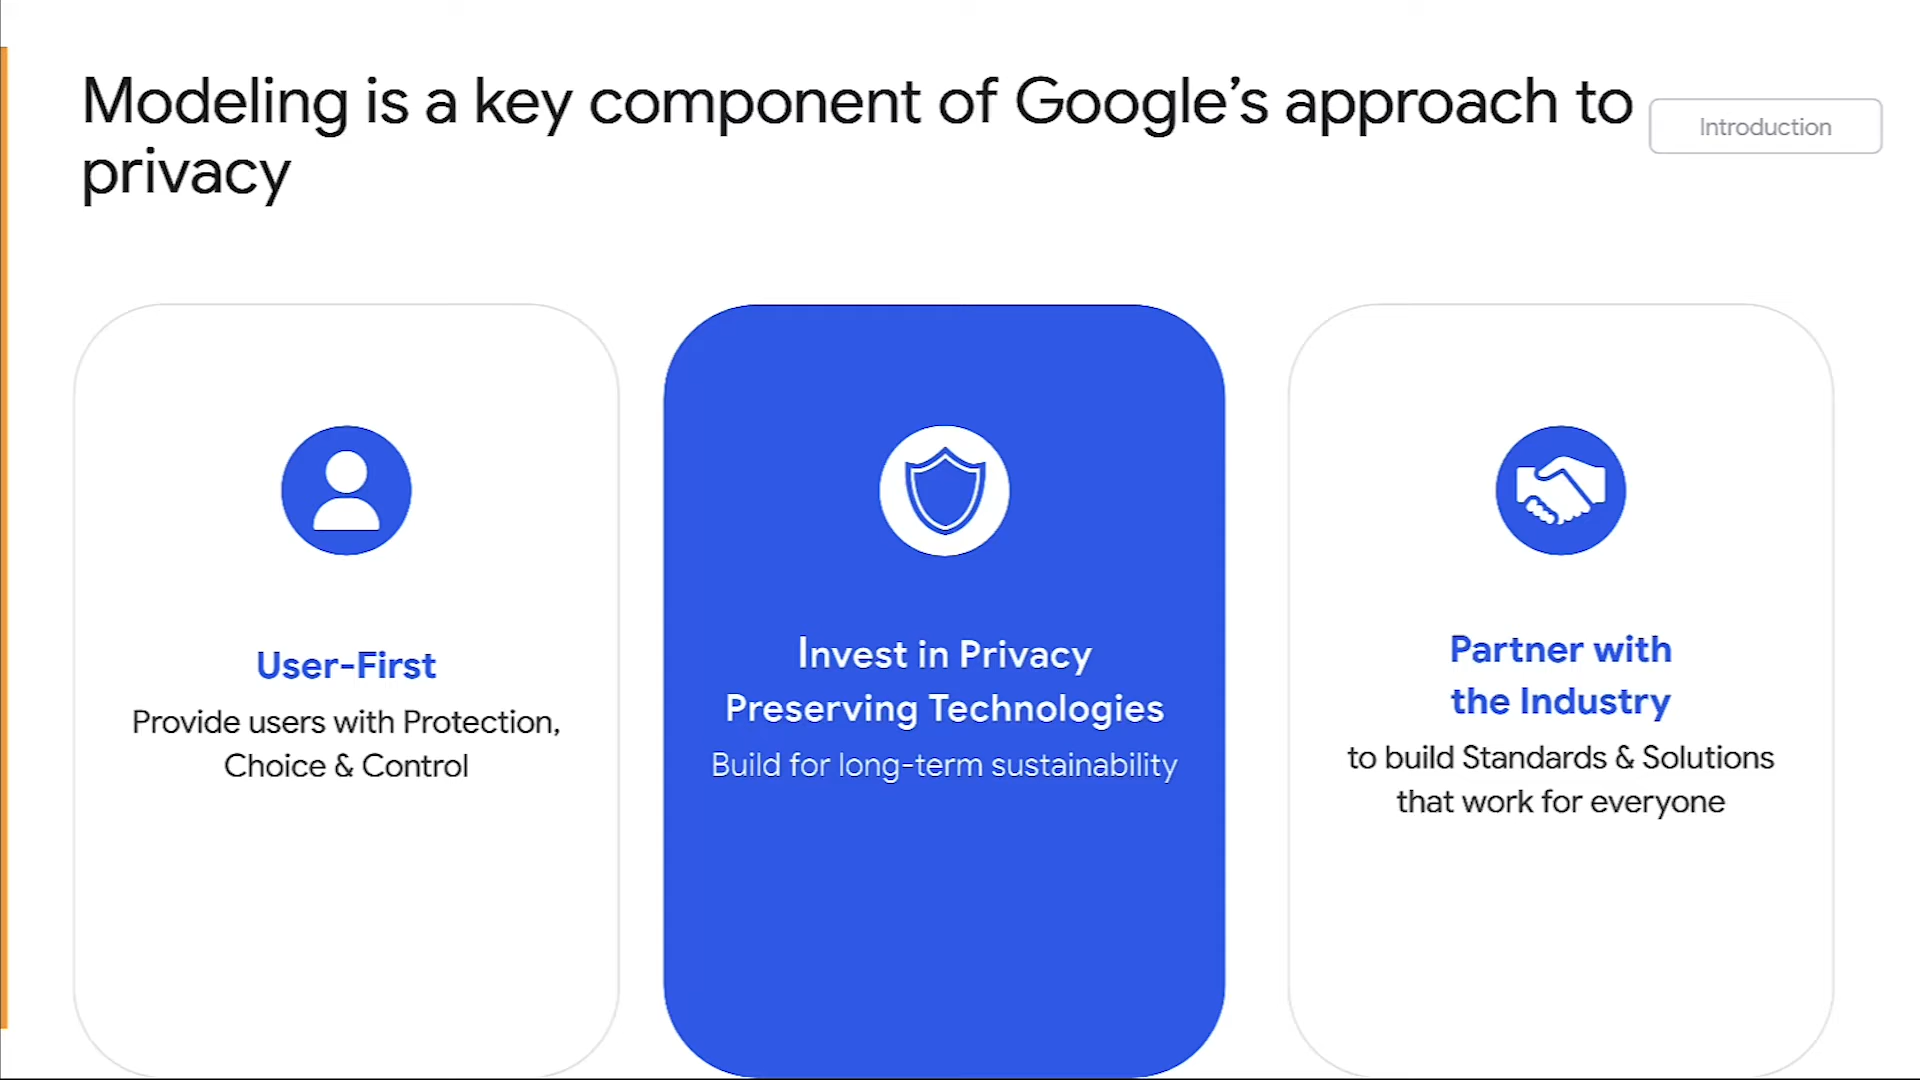 Modeling is a key component of Google’s approach to
privacy
Introduction
User-First
Provide users with Protection,
Choice & Control
Invest in Privacy
Preserving Technologies
Build for long-term sustainability
Partner with
the Industry
to build Standards & Solutions
that work for everyone